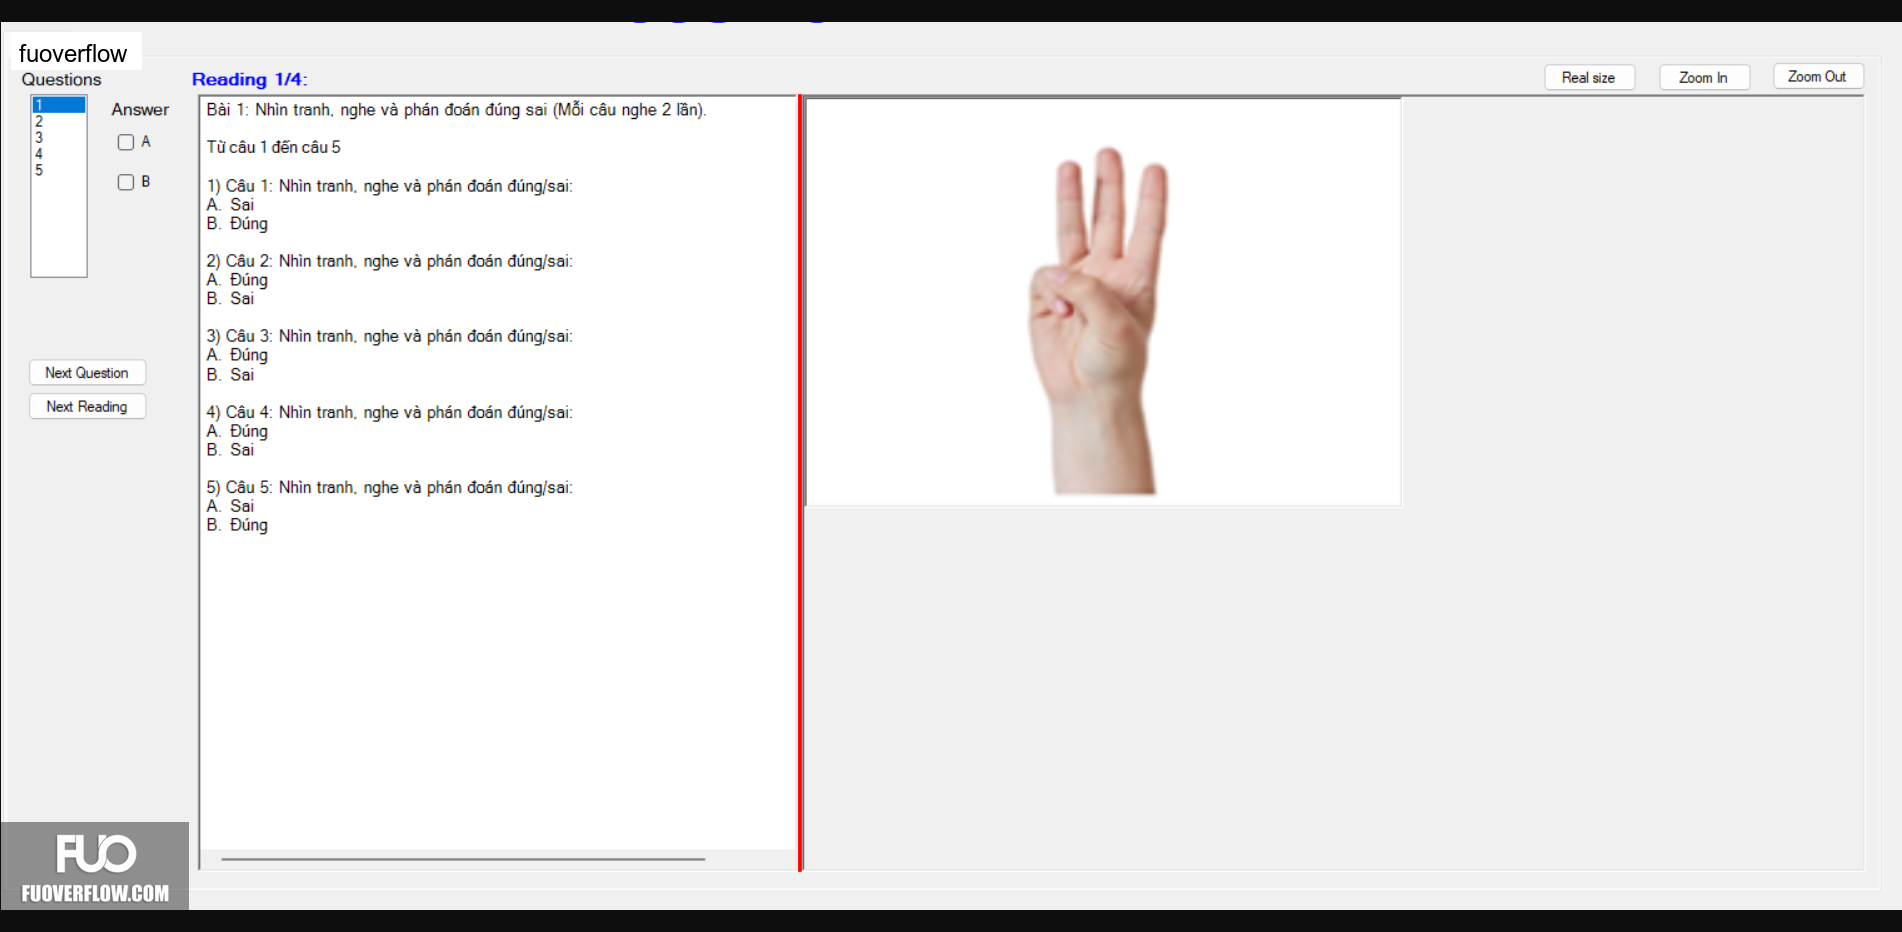 fuoverflow
Questions
Reading 1/4:
Real size
Zoom In
Zoom Out
1
2
3
4
5
Answer
A
B
Next Question
Next Reading
Bài 1: Nhìn tranh, nghe và phán đoán đúng sai (Mỗi câu nghe 2 lần).
Từ câu 1 đến câu 5
1) Câu 1: Nhìn tranh, nghe và phán đoán đúng/sai:
A. Sai
B. Đúng
2) Câu 2: Nhìn tranh, nghe và phán đoán đúng/sai:
A. Đúng
B. Sai
3) Câu 3: Nhìn tranh, nghe và phán đoán đúng/sai:
A. Đúng
B. Sai
4) Câu 4: Nhìn tranh, nghe và phán đoán đúng/sai:
A. Đúng
B. Sai
5) Câu 5: Nhìn tranh, nghe và phán đoán đúng/sai:
A. Sai
B. Đúng
FUO
FUOVERFLOW.COM